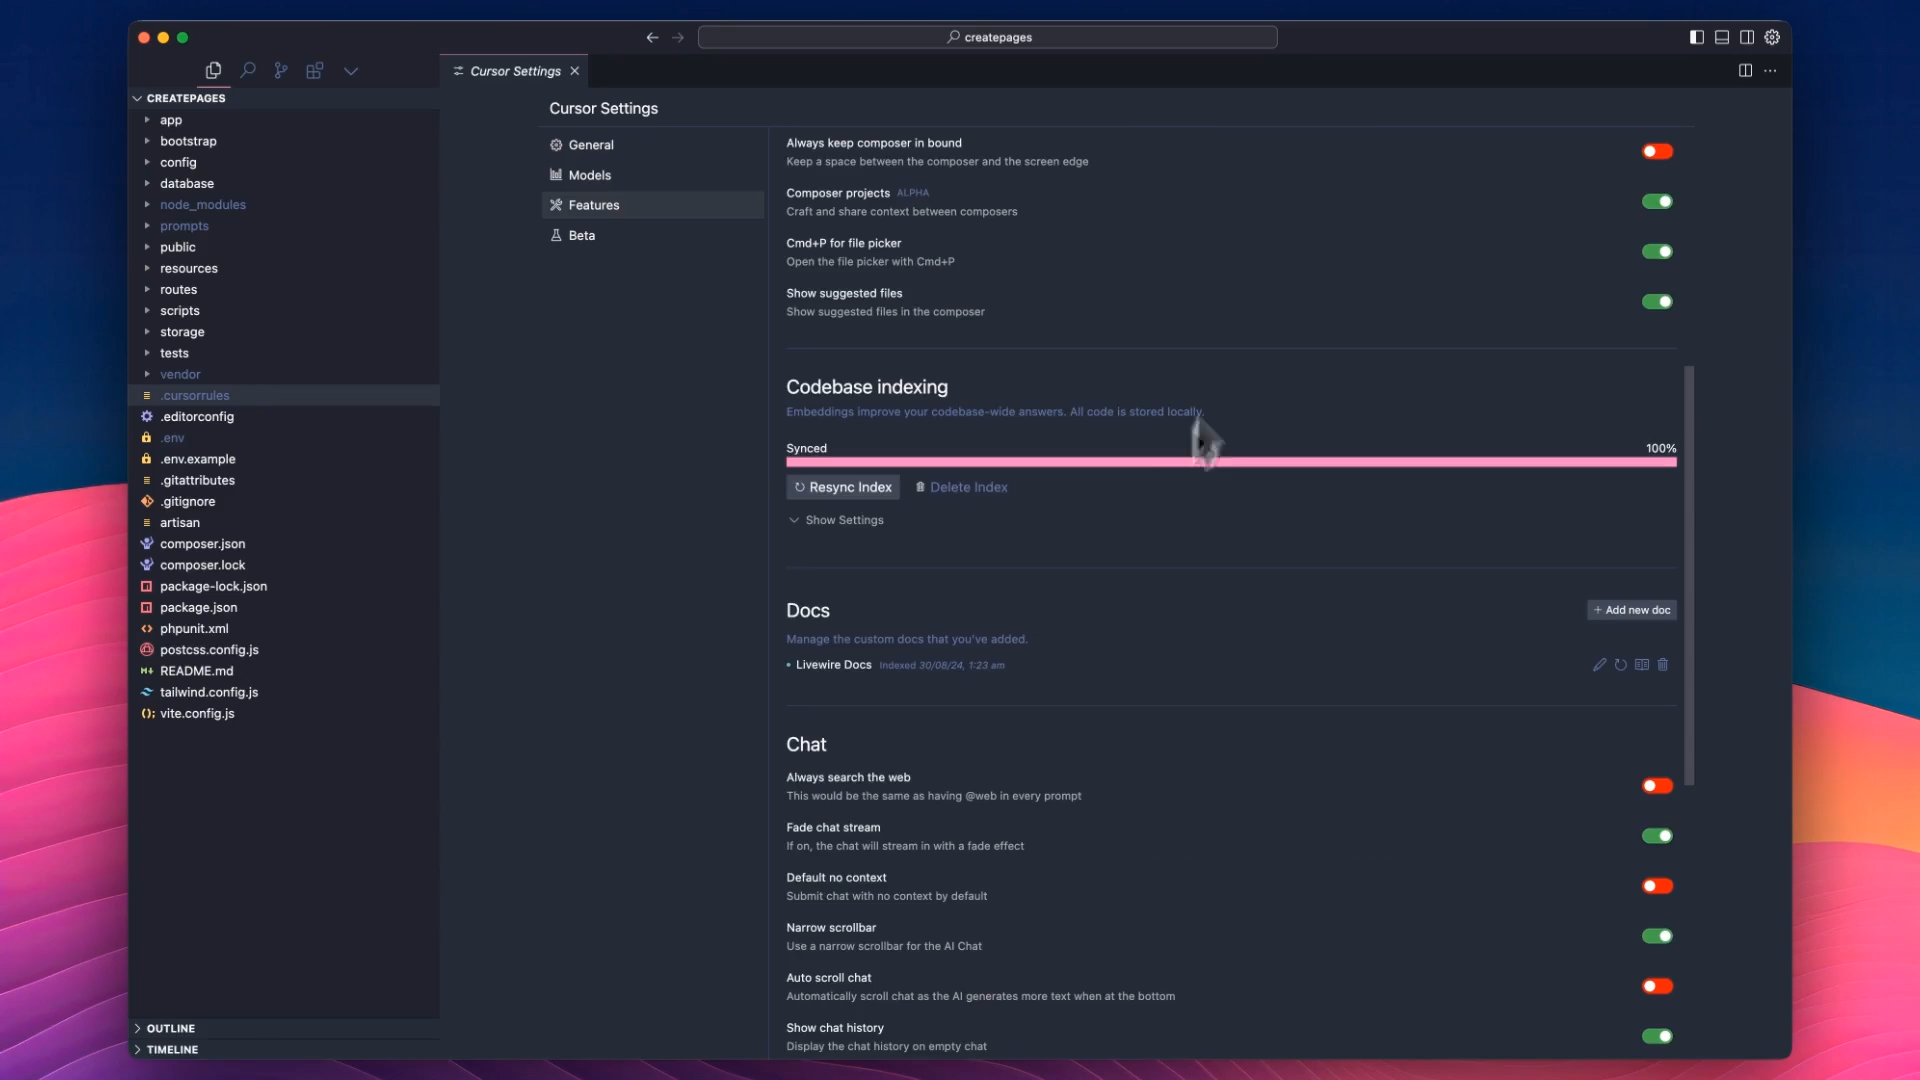 createpages
Cursor Settings
CREATEPAGES
app
bootstrap
config
database
node_modules
prompts
public
resources
routes
scripts
storage
tests
vendor
.cursorrules
.editorconfig
.env
.env.example
.gitattributes
.gitignore
artisan
composer.json
composer.lock
package-lock.json
package.json
phpunit.xml
postcss.config.js
README.md
tailwind.config.js
vite.config.js
OUTLINE
TIMELINE
Cursor Settings
General
Models
Features
Beta
Always keep composer in bound
Keep a space between the composer and the screen edge
Composer projects ALPHA
Craft and share context between composers
Cmd+P for file picker
Open the file picker with Cmd+P
Show suggested files
Show suggested files in the composer
Codebase indexing
Embeddings improve your codebase-wide answers. All code is stored locally.
Synced 100%
Resync Index Delete Index
Show Settings
Docs + Add new doc
Manage the custom docs that you've added.
Livewire Docs Indexed 30/08/24, 1:23 am
Chat
Always search the web
This would be the same as having @web in every prompt
Fade chat stream
If on, the chat will stream in with a fade effect
Default no context
Submit chat with no context by default
Narrow scrollbar
Use a narrow scrollbar for the AI Chat
Auto scroll chat
Automatically scroll chat as the AI generates more text when at the bottom
Show chat history
Display the chat history on empty chat